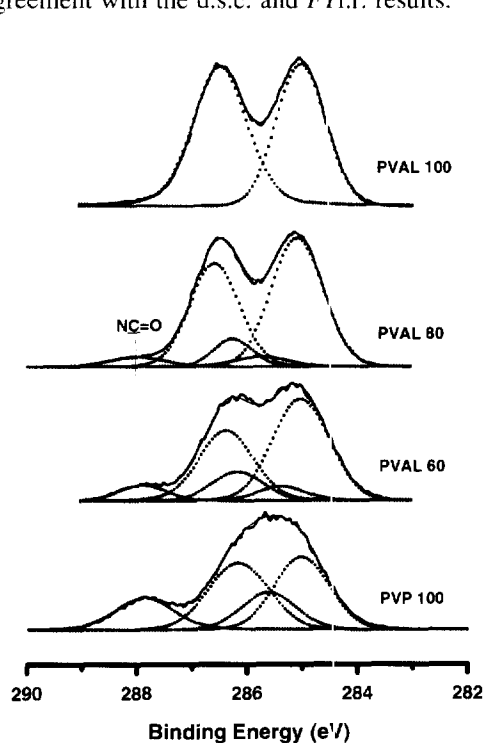 greement with the d.s.c. and FTi.r. results.
PVAL 100
NC=O
PVAL 80
PVAL 60
PVP 100
290 288 286 284 282
Binding Energy (eV)